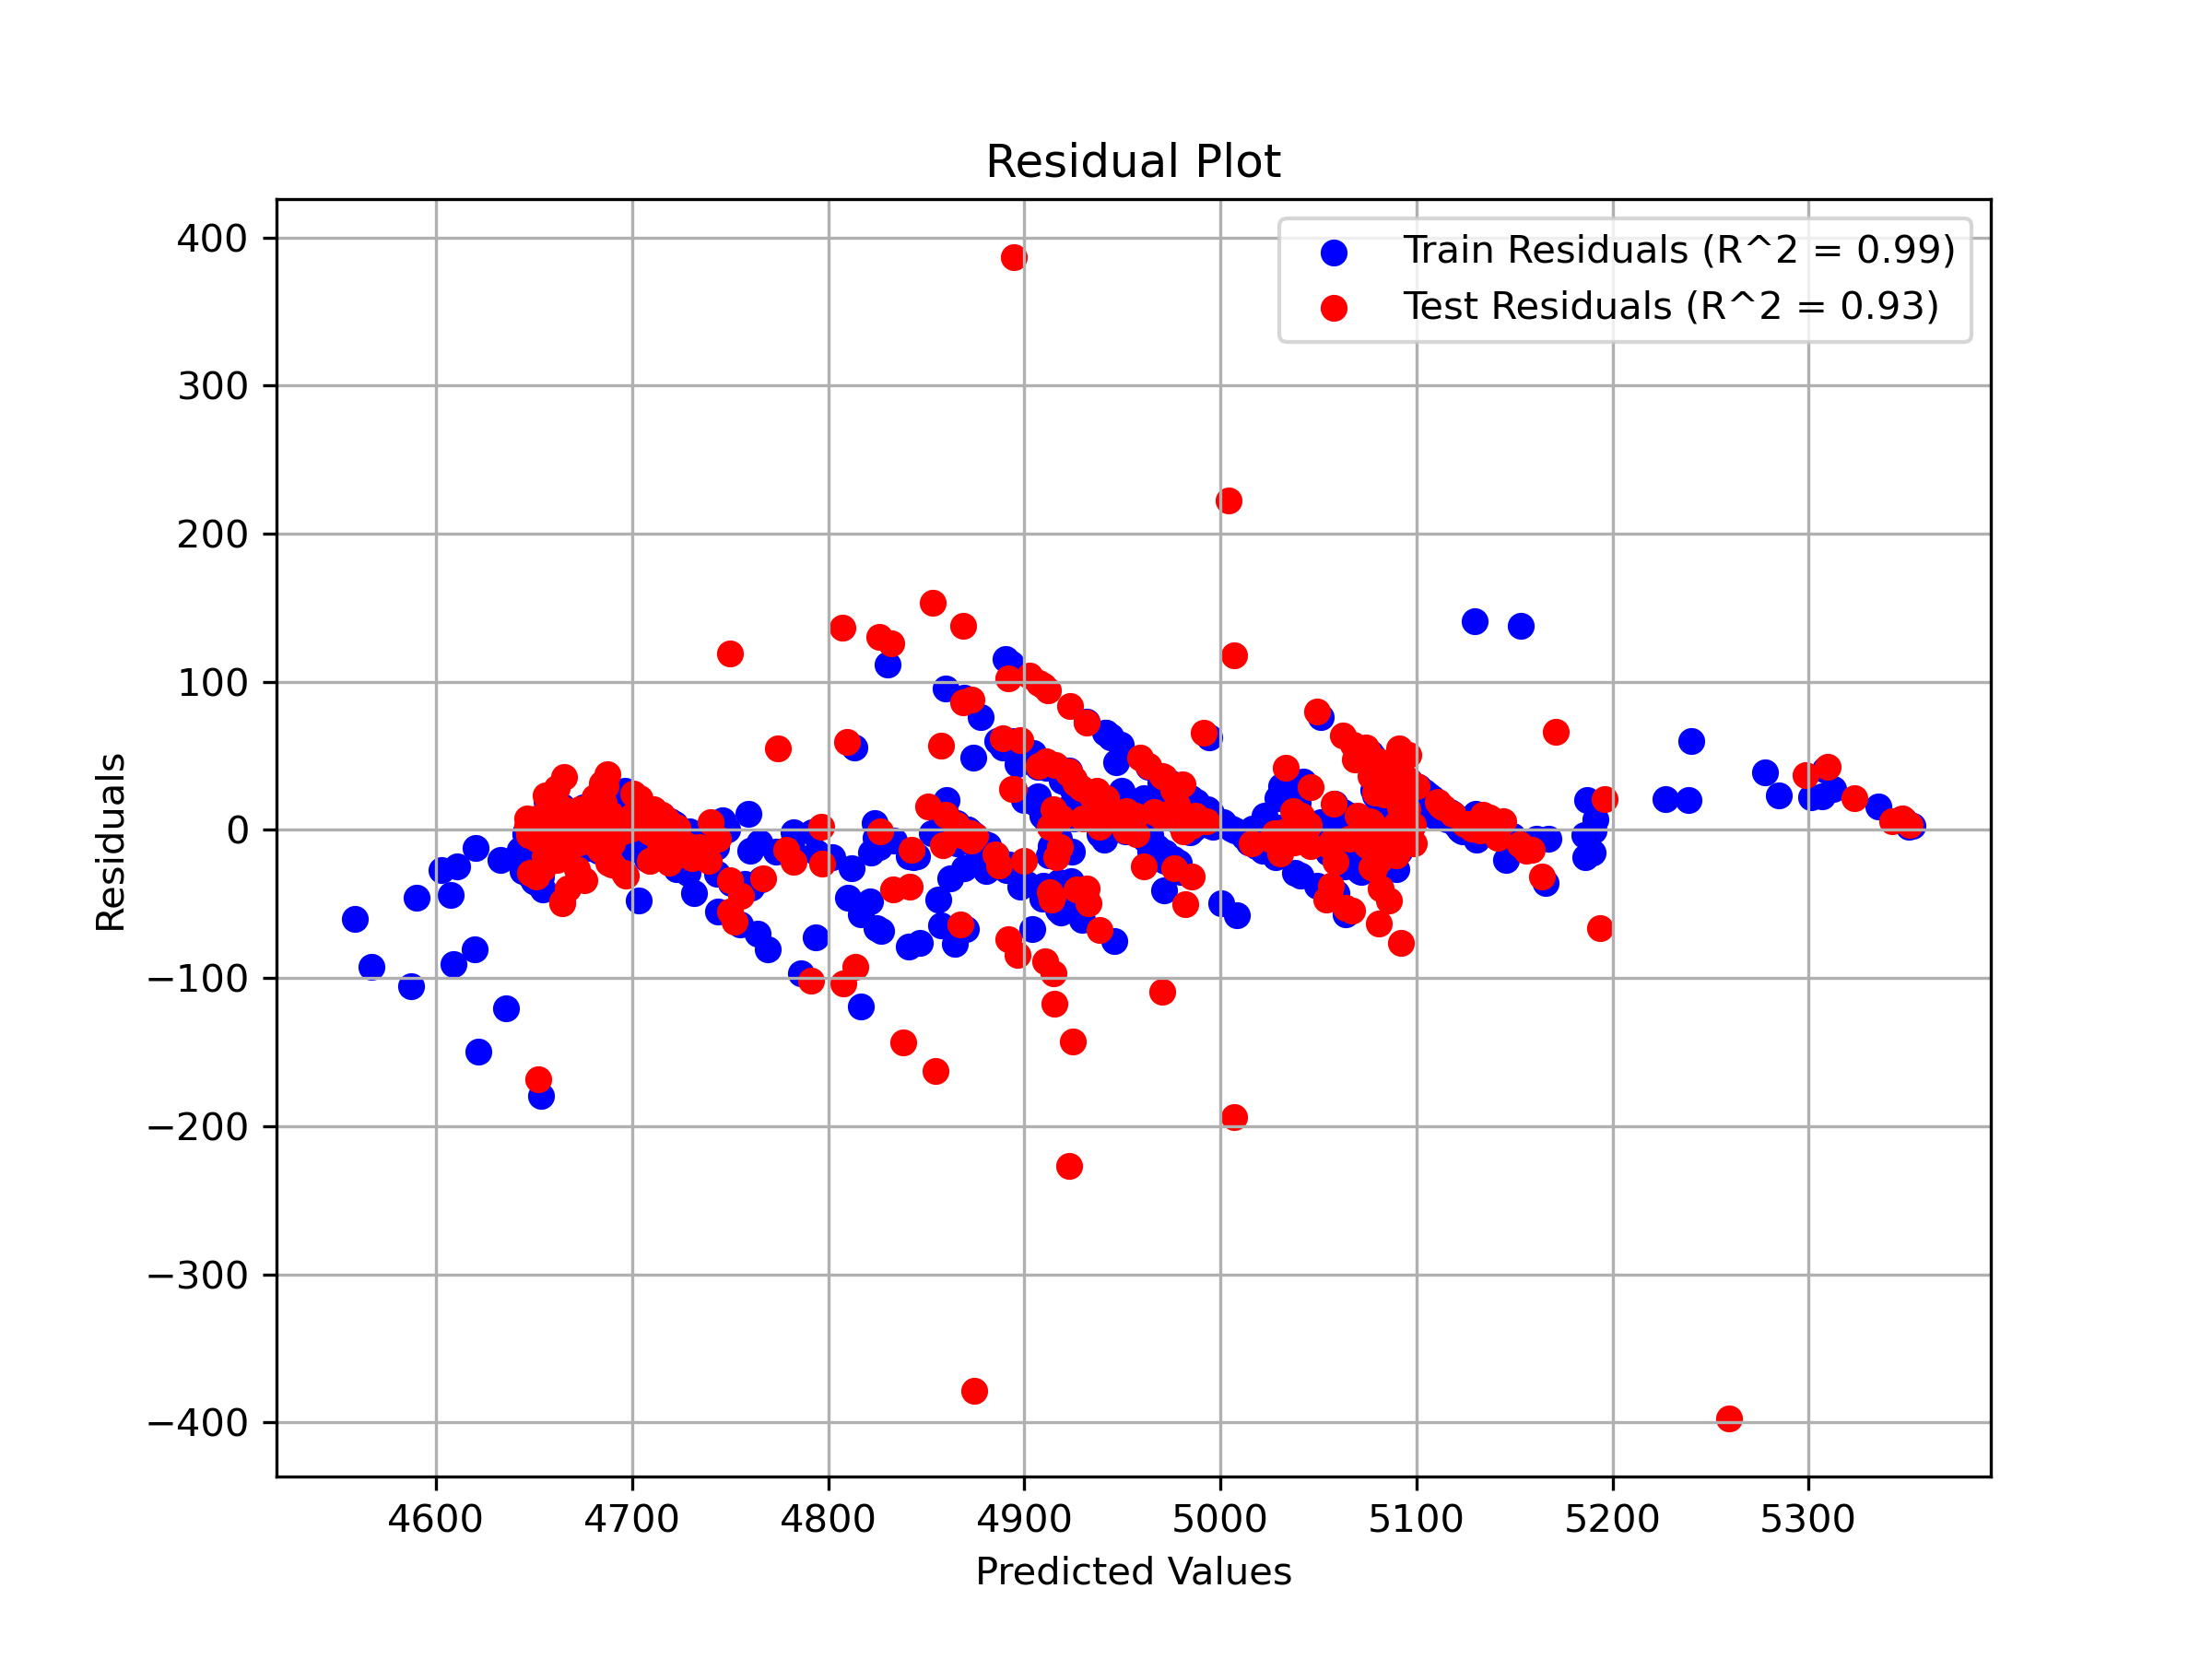 Residual Plot
Train Residuals (R^2 = 0.99)
Test Residuals (R^2 = 0.93)
400
300
200
100
0
−100
−200
−300
−400
Residuals
4600 4700 4800 4900 5000 5100 5200 5300
Predicted Values